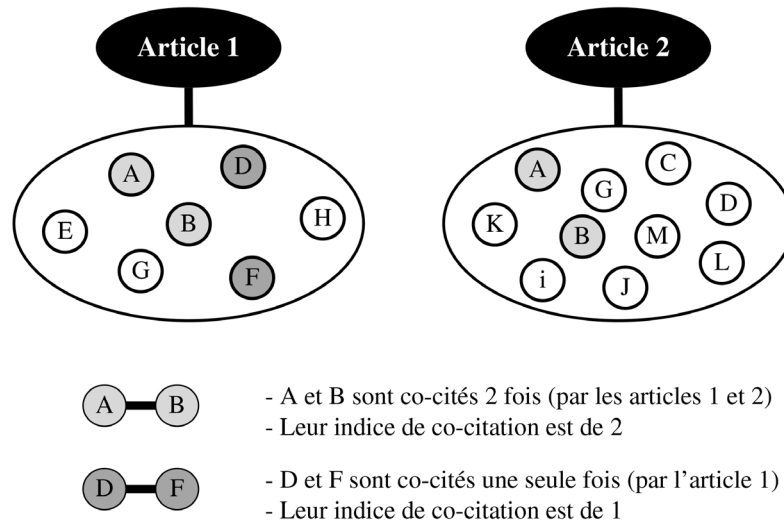 Article 1
Article 2
A
D
E
B
H
G
F
A
C
G
D
K
B
M
L
i
J
A B
- A et B sont co-cités 2 fois (par les articles 1 et 2)
- Leur indice de co-citation est de 2
D F
- D et F sont co-cités une seule fois (par l'article 1)
- Leur indice de co-citation est de 1